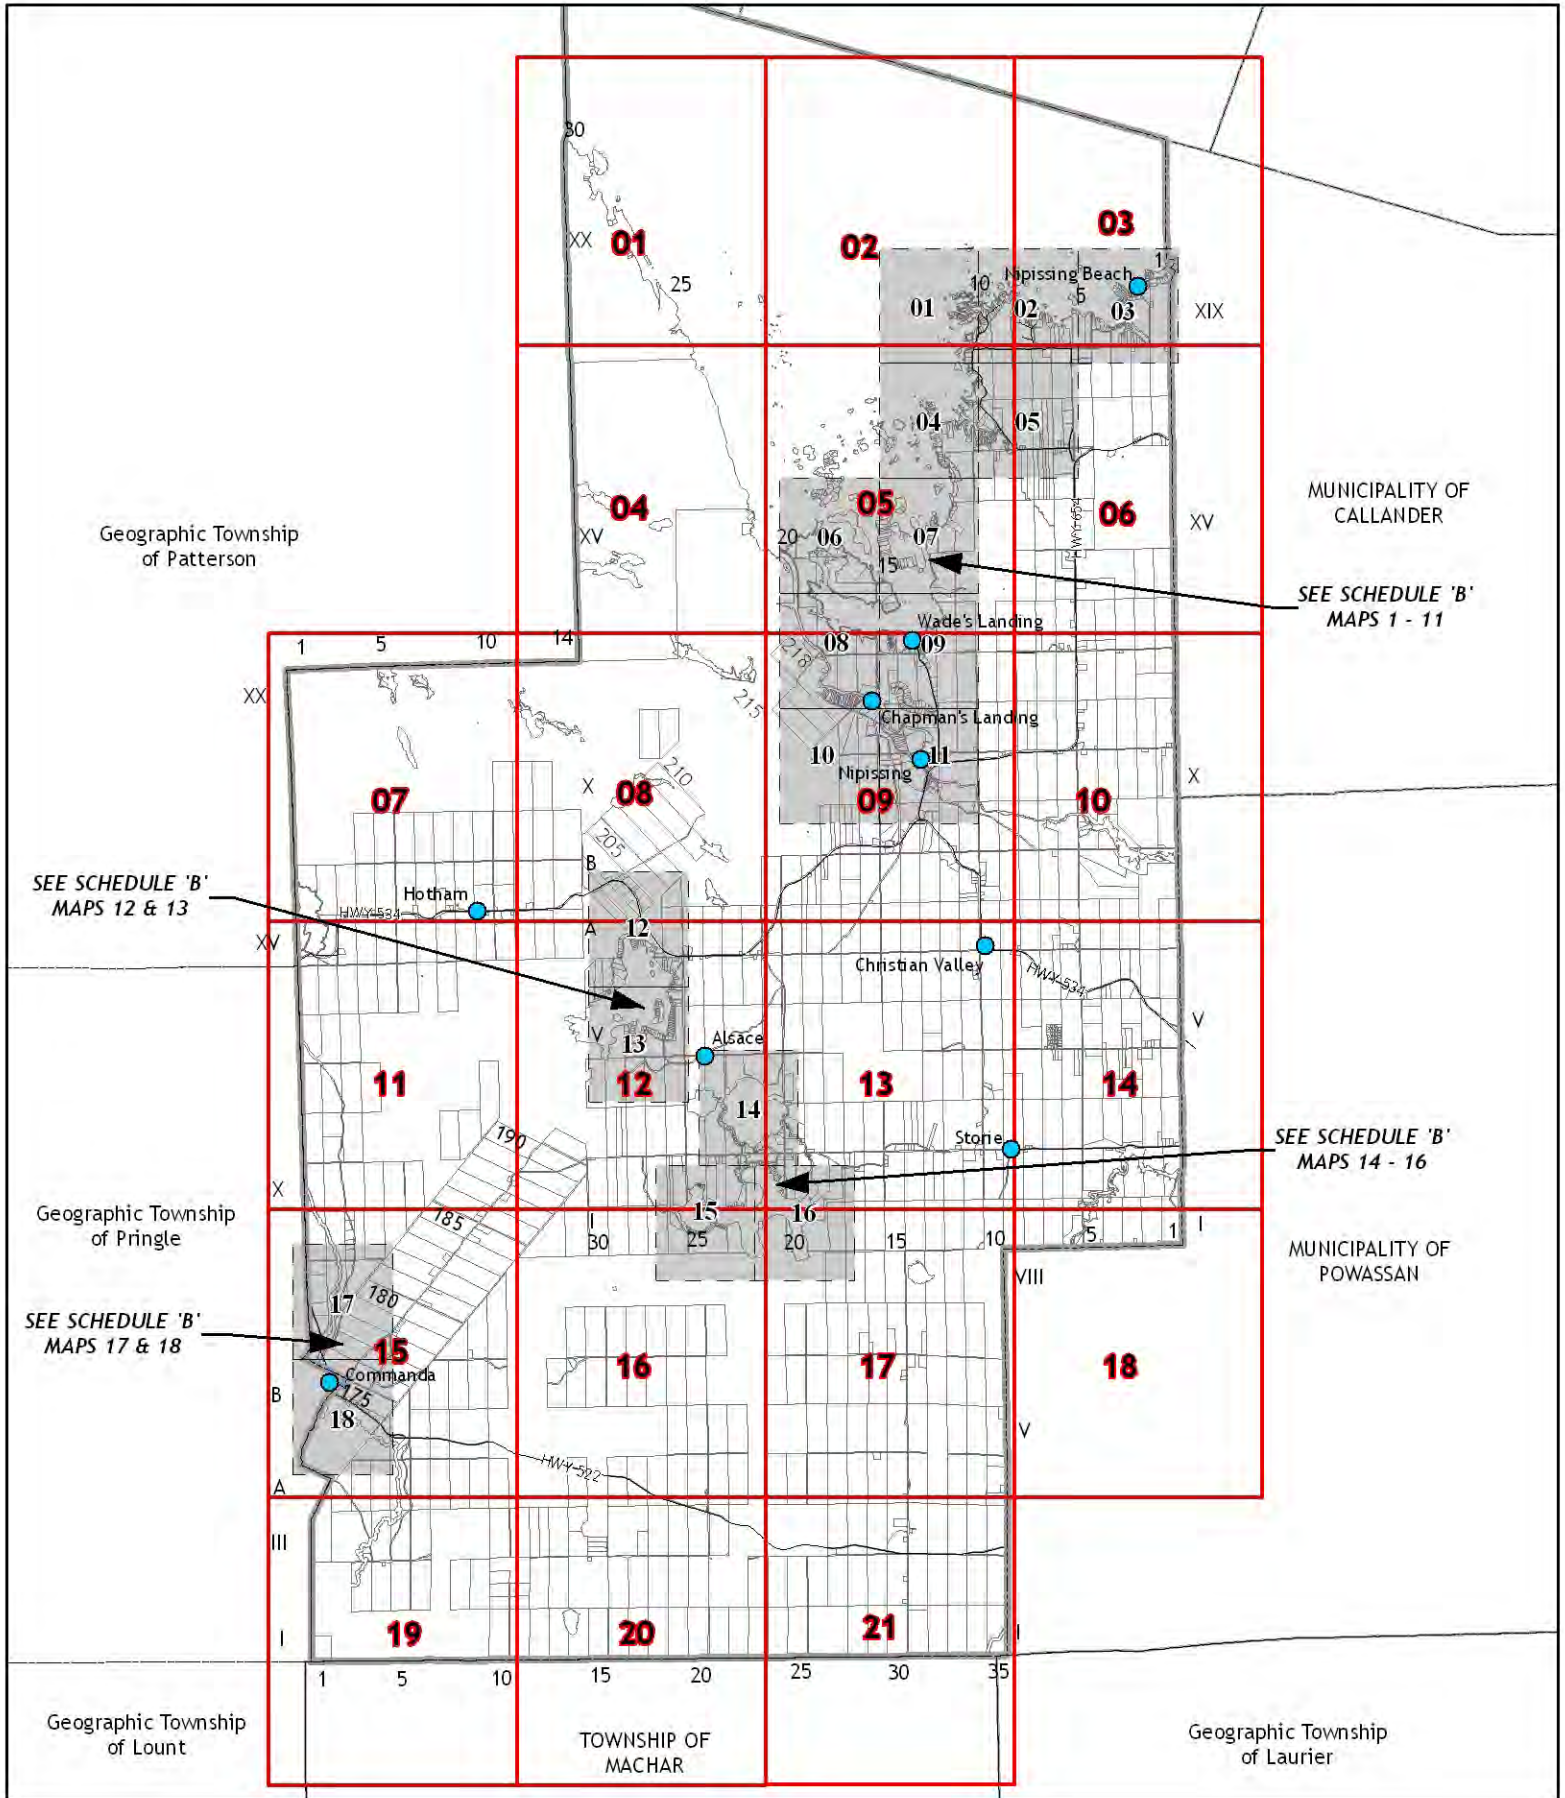 30
XX
01
25
02
03
Nipissing Beach
1
10
5
01
02
03
XIX
04
05
04
XV
05
06
20
06
07
15
HWY-654
XV
MUNICIPALITY OF
CALLANDER
Geographic Township
of Patterson
SEE SCHEDULE 'B'
MAPS 1 - 11
Wade's Landing
1
5
10
14
08
09
218
XX
215
Chapman's Landing
10
11
Nipissing
X
210
X
07
08
09
10
205
B
SEE SCHEDULE 'B'
MAPS 12 & 13
Hotham
HWY-534
A
12
XV
Christian Valley
HWY-534
V
V
13
Alsace
11
12
13
14
14
190
Storie
SEE SCHEDULE 'B'
MAPS 14 - 16
X
Geographic Township
of Pringle
185
I
15
16
I
30
25
20
15
10
5
1
MUNICIPALITY OF
POWASSAN
VIII
180
17
SEE SCHEDULE 'B'
MAPS 17 & 18
15
16
17
18
Commanda
175
B
18
V
HWY-522
A
III
I
19
20
21
I
1
5
10
15
20
25
30
35
Geographic Township
of Lount
TOWNSHIP OF
MACHAR
Geographic Township
of Laurier